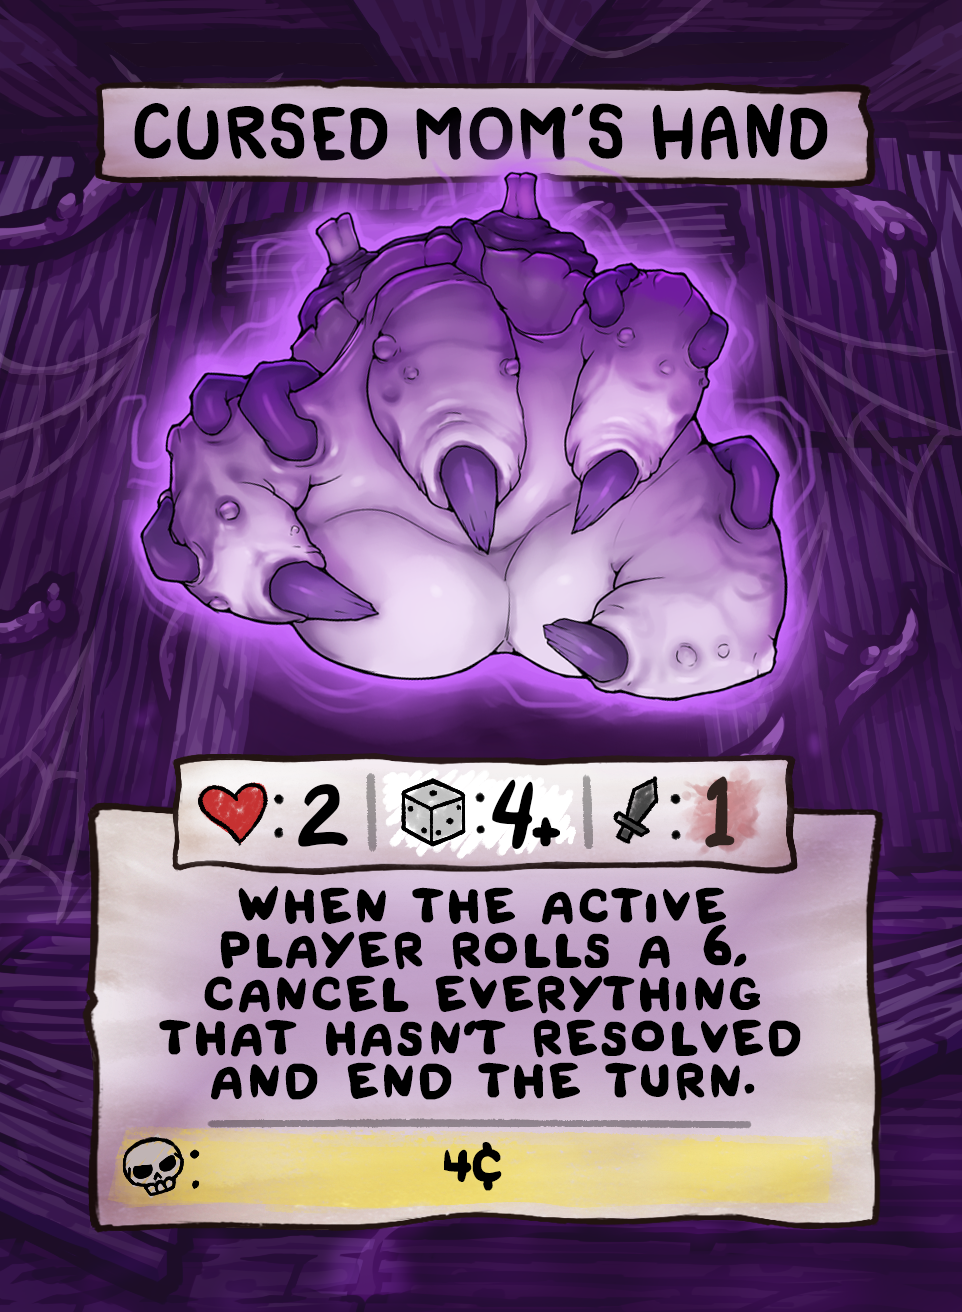 CURSED MOM'S HAND
: 2 : 4+ : 1
WHEN THE ACTIVE
PLAYER ROLLS A 6,
CANCEL EVERYTHING
THAT HASN'T RESOLVED
AND END THE TURN.
: 4¢